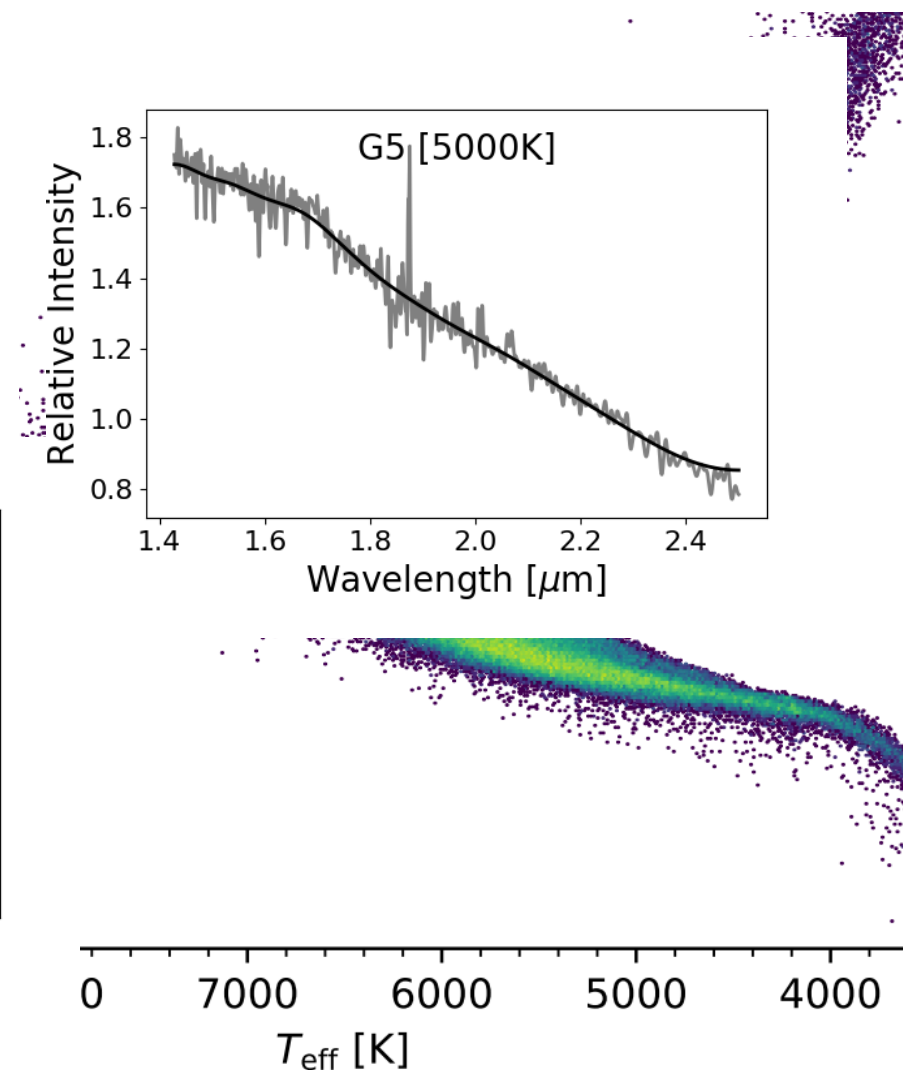 G5 [5000K]
1.8
1.6
1.4
1.2
1.0
0.8
Relative Intensity
1.4 1.6 1.8 2.0 2.2 2.4
Wavelength [μm]
0 7000 6000 5000 4000
T_eff [K]